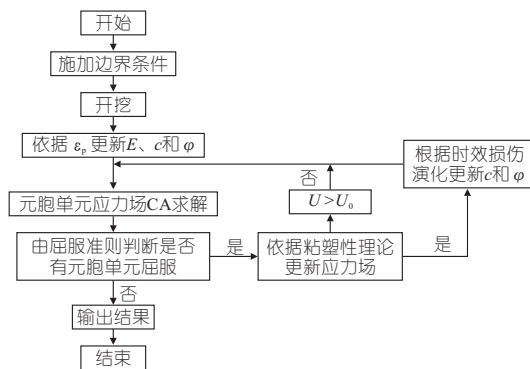 开始
施加边界条件
开挖
依据 εp 更新E、c和 φ
元胞单元应力场CA求解
由屈服准则判断是否
有元胞单元屈服
是
否
输出结果
结束
依据粘塑性理论
更新应力场
U>U0
否
是
根据时效损伤
演化更新c和 φ